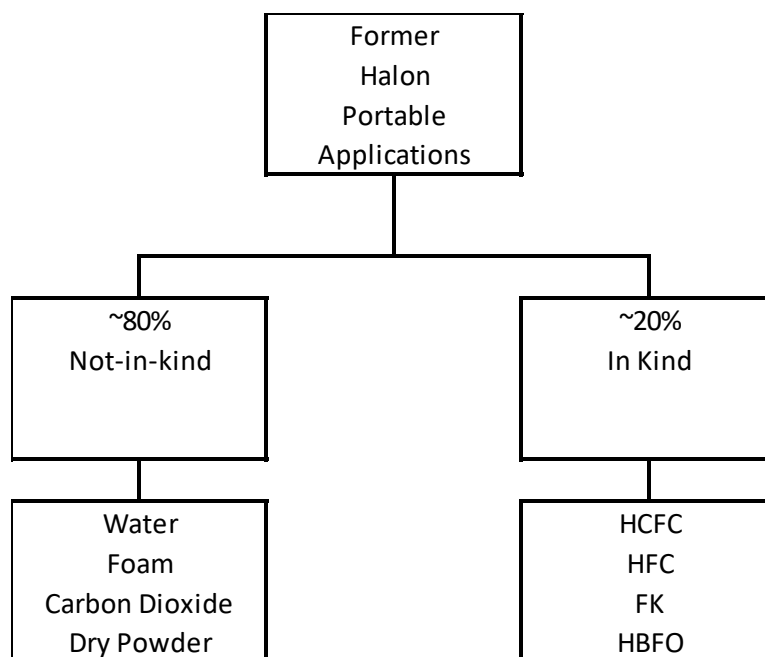 Former
Halon
Portable
Applications
~80%
Not-in-kind
~20%
In Kind
Water
Foam
Carbon Dioxide
Dry Powder
HCFC
HFC
FK
HBFO